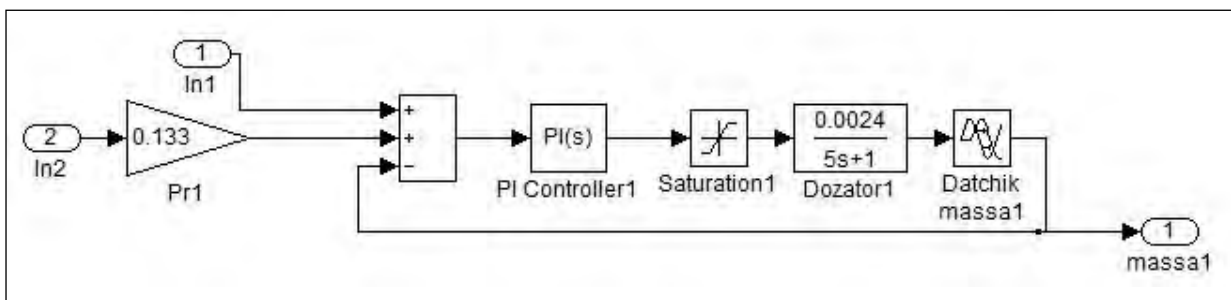 1
In1
2
In2
0.133
Pr1
+
+
−
PI(s)
PI Controller1
Saturation1
0.0024
5s+1
Dozator1
Datchik
massa1
1
massa1